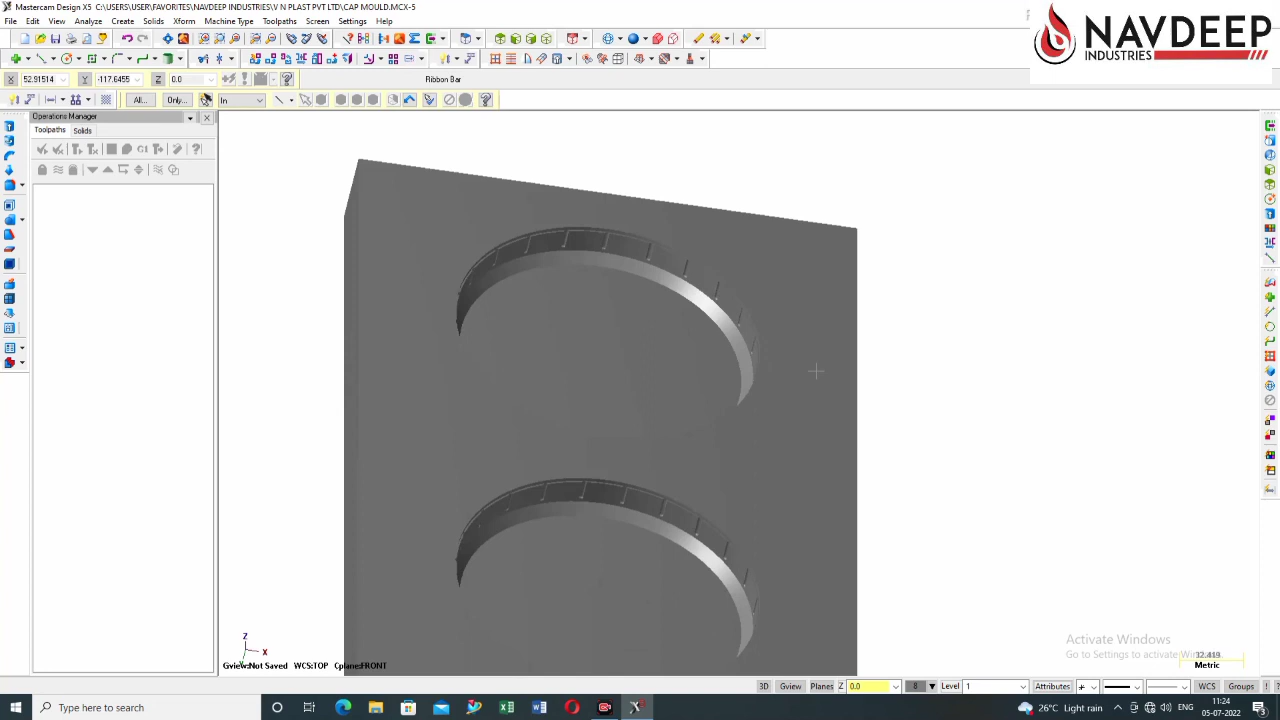 Mastercam Design X5 C:\USERS\USER\FAVORITES\NAVDEEP INDUSTRIES\V N PLAST PVT LTD\CAP MOULD.MCX-5
File Edit View Analyze Create Solids Xform Machine Type Toolpaths Screen Settings Help
NAVDEEP
INDUSTRIES
X 52.91514 Y -117.6455 Z 0.0 Ribbon Bar
All... Only... In
Operations Manager
Toolpaths Solids
G1
Z
X
Y
Gview:Not Saved WCS:TOP Cplane:FRONT
Activate Windows
Go to Settings to activate Windows.
32.419
Metric
3D Gview Planes Z 0.0 8 Level 1 Attributes WCS Groups ! ?
Type here to search
26°C Light rain ENG
11:24
05-07-2022